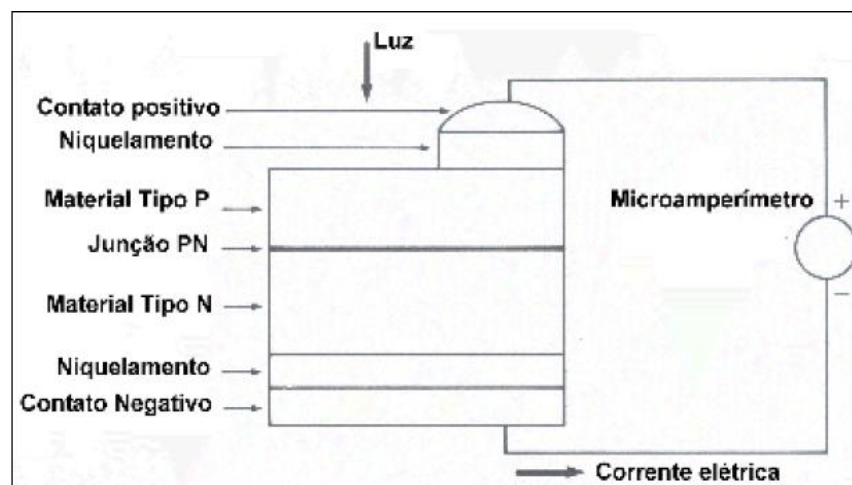 Luz
Contato positivo
Niquelamento
Material Tipo P
Microamperímetro
+
Junção PN
−
Material Tipo N
Niquelamento
Contato Negativo
Corrente elétrica